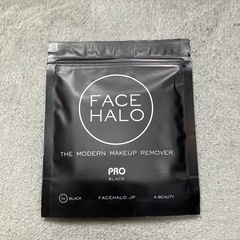 FACE
HALO
THE MODERN MAKEUP REMOVER
PRO
BLACK
BLACK
FACEHALO.JP
X-BEAUTY